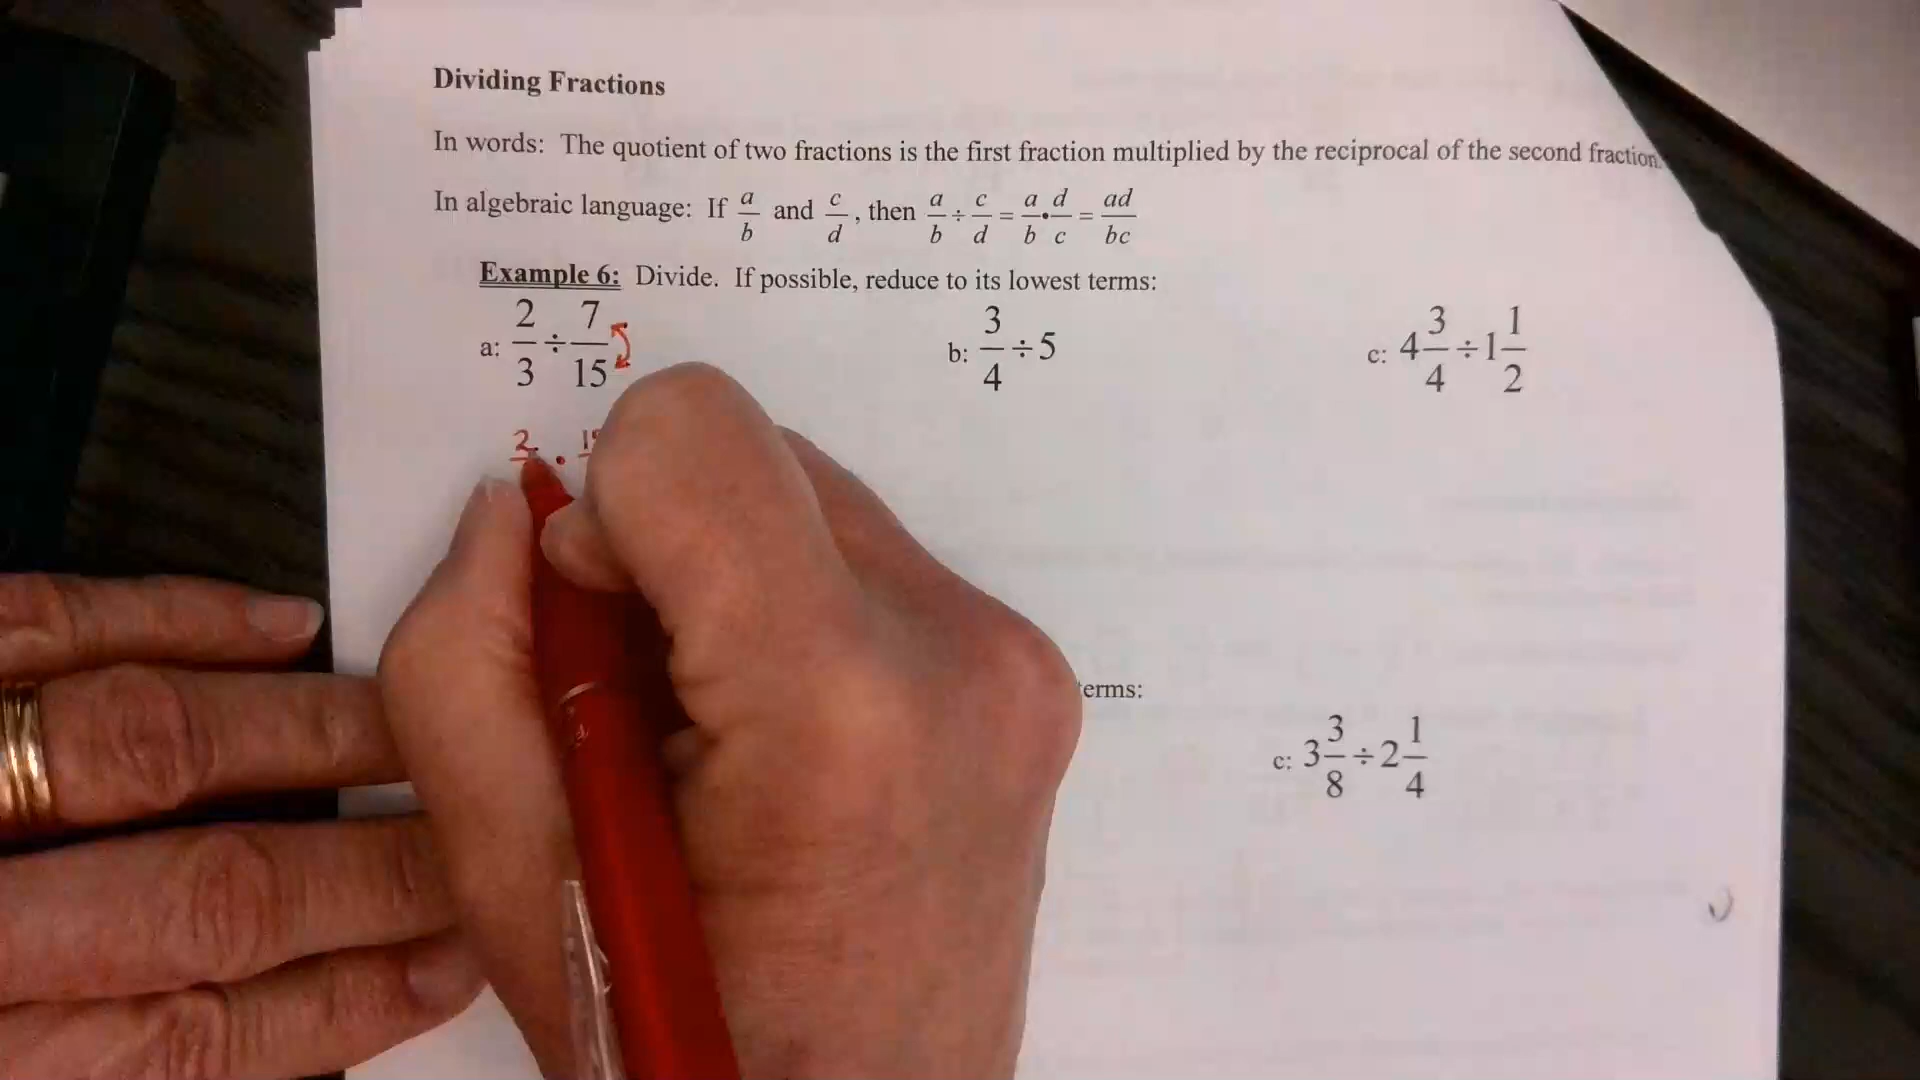 Dividing Fractions
In words: The quotient of two fractions is the first fraction multiplied by the reciprocal of the second fraction.
In algebraic language: If a/b and c/d, then a/b ÷ c/d = a/b • d/c = ad/bc
Example 6: Divide. If possible, reduce to its lowest terms:
a: 2/3 ÷ 7/15
b: 3/4 ÷ 5
c: 4 3/4 ÷ 1 1/2
2 ·
terms:
c: 3 3/8 ÷ 2 1/4